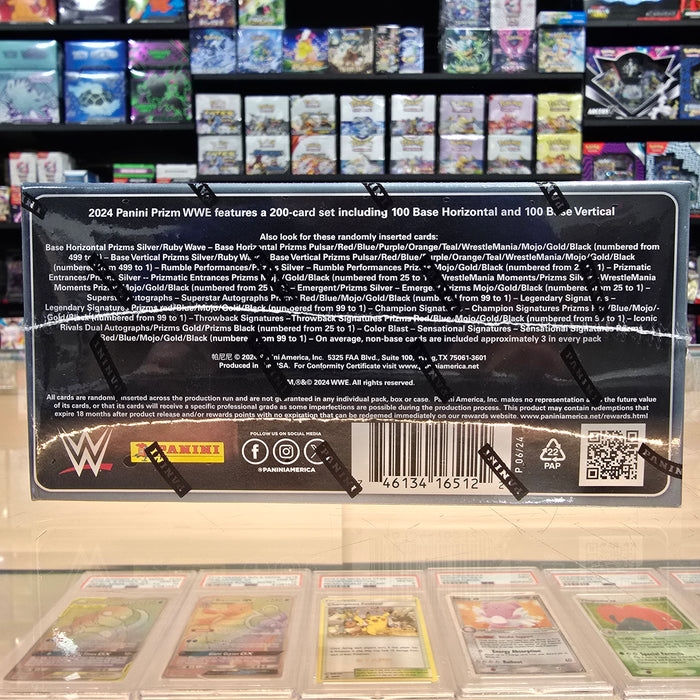 2024 Panini Prizm WWE features a 200-card set including 100 Base Horizontal and 100 Base Vertical
Also look for these randomly inserted cards:
Base Horizontal Prizms Silver/Ruby Wave – Base Horizontal Prizms Pulsar/Red/Blue/Purple/Orange/Teal/WrestleMania/Mojo/Gold/Black (numbered from
499 to 1) – Base Vertical Prizms Silver/Ruby Wave – Base Vertical Prizms Pulsar/Red/Blue/Purple/Orange/Teal/WrestleMania/Mojo/Gold/Black
(numbered from 499 to 1) – Rumble Performances/Prizms Silver – Rumble Performances Prizms Mojo/Gold/Black (numbered from 25 to 1) – Prizmatic
Entrances/Prizms Silver – Prizmatic Entrances Prizms Mojo/Gold/Black (numbered from 25 to 1) – WrestleMania Moments/Prizms Silver – WrestleMania
Moments Prizms Mojo/Gold/Black (numbered from 25 to 1) – Emergent/Prizms Silver – Emergent Prizms Mojo/Gold/Black (numbered from 25 to 1) –
Superstar Autographs – Superstar Autographs Prizms Red/Blue/Mojo/Gold/Black (numbered from 99 to 1) – Legendary Signatures –
Legendary Signatures Prizms red/Blue/Mojo/Gold/Black (numbered from 99 to 1) – Champion Signatures – Champion Signatures Prizms Red/Blue/Mojo/
Gold/Black (numbered from 99 to 1) – Throwback Signatures – Throwback Signatures Prizms Red/Blue/Mojo/Gold/Black (numbered from 99 to 1) – Iconic
Rivals Dual Autographs/Prizms Gold/Prizms Black (numbered from 25 to 1) – Color Blast – Sensational Signatures – Sensational Signatures Prizms
Red/Blue/Mojo/Gold/Black (numbered from 99 to 1) – On average, non-base cards are included approximately 3 in every pack
帕尼尼 © 2024 Panini America, Inc. 5325 FAA Blvd., Suite 100, Irving, TX 75061-3601
Produced in USA. For Conformity Certificate visit www.paniniamerica.net
TM,®&© 2024 WWE. All rights reserved.
All cards are randomly inserted across the production run and are not guaranteed in any individual pack, box or case. Panini America, Inc. makes no representation as to the future value
of its cards, or that its cards will receive a specific professional grade as some imperfections are possible during the production process. This product may contain redemptions that
expire 18 months after product release and/or rewards points with no expiration that can be redeemed immediately on our rewards website. www.paniniamerica.net/rewards.html
W
PANINI
FOLLOW US ON SOCIAL MEDIA
@PANINIAMERICA
46134 16512
P 06/24
22
PAP
PANINI